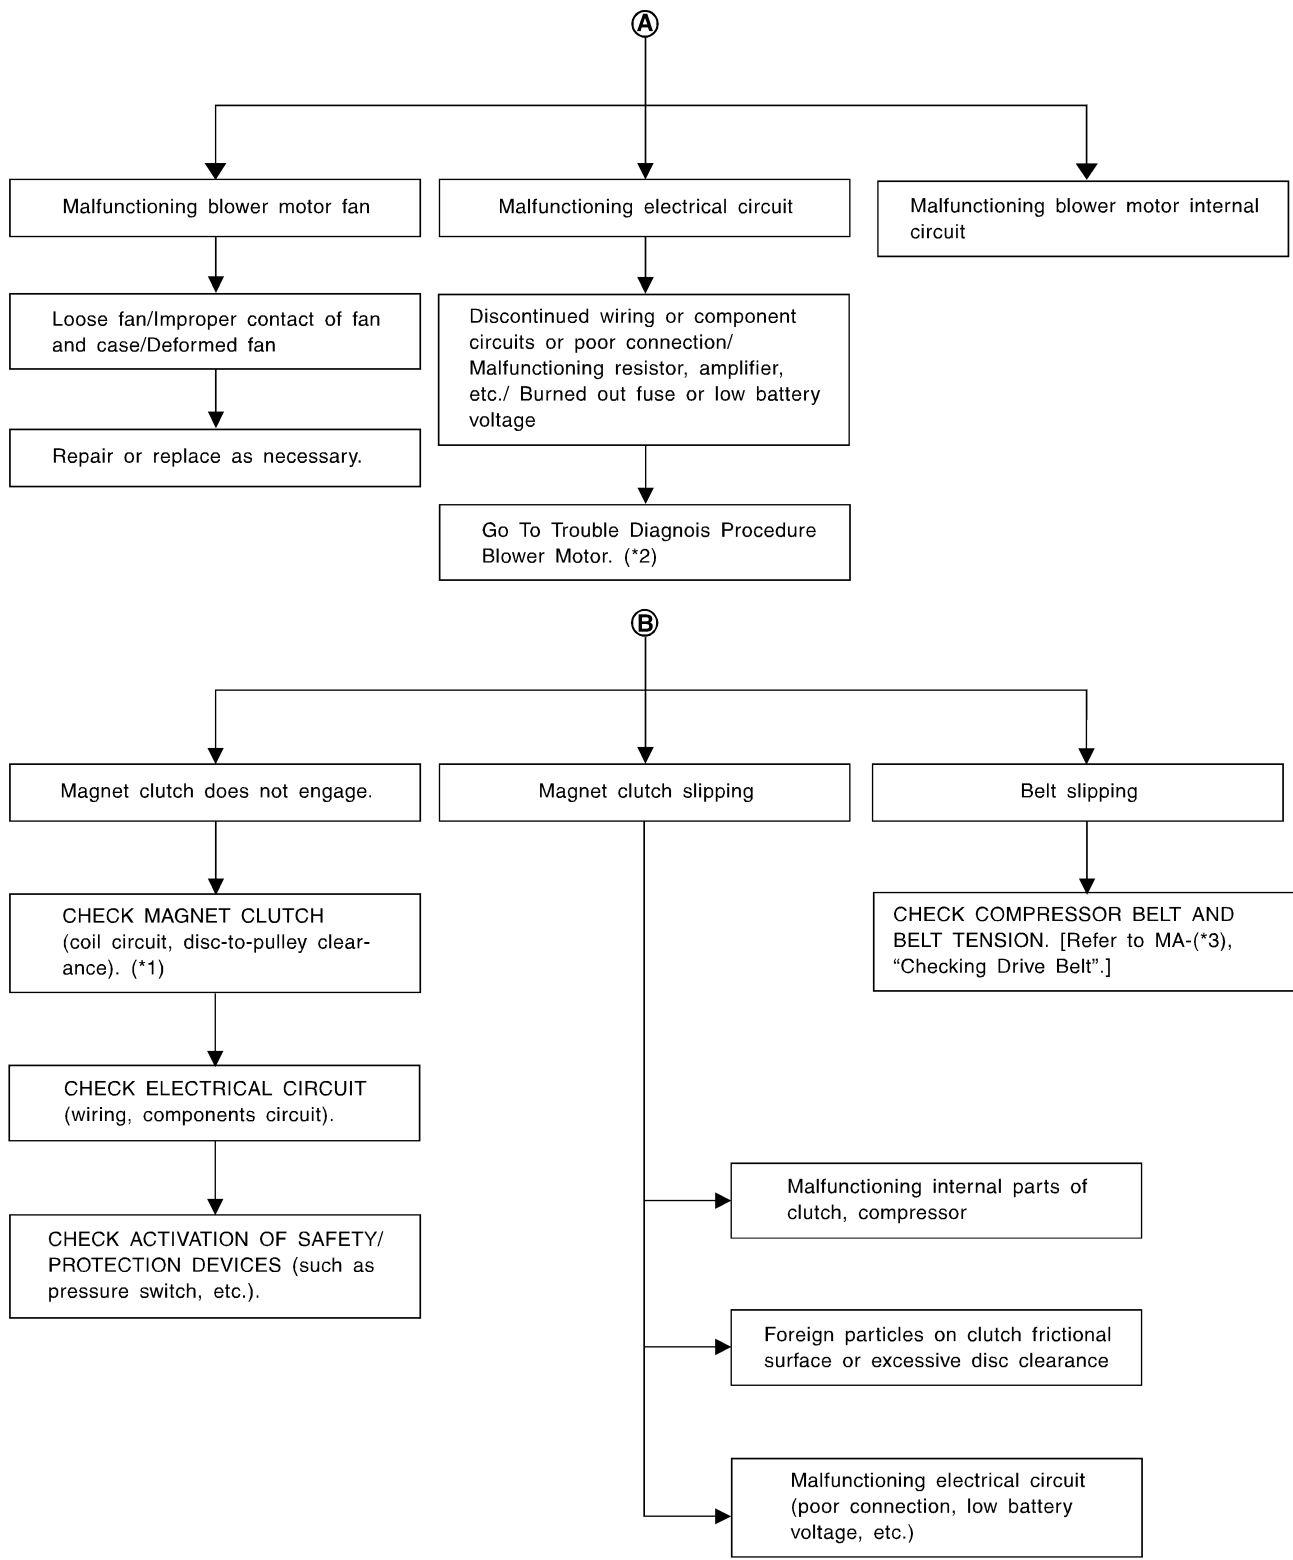 A
Malfunctioning blower motor fan
Malfunctioning electrical circuit
Malfunctioning blower motor internal
circuit
Loose fan/Improper contact of fan
and case/Deformed fan
Discontinued wiring or component
circuits or poor connection/
Malfunctioning resistor, amplifier,
etc./ Burned out fuse or low battery
voltage
Repair or replace as necessary.
Go To Trouble Diagnois Procedure
Blower Motor. (*2)
B
Magnet clutch does not engage.
Magnet clutch slipping
Belt slipping
CHECK MAGNET CLUTCH
(coil circuit, disc-to-pulley clear-
ance). (*1)
CHECK COMPRESSOR BELT AND
BELT TENSION. [Refer to MA-(*3),
“Checking Drive Belt”.]
CHECK ELECTRICAL CIRCUIT
(wiring, components circuit).
CHECK ACTIVATION OF SAFETY/
PROTECTION DEVICES (such as
pressure switch, etc.).
Malfunctioning internal parts of
clutch, compressor
Foreign particles on clutch frictional
surface or excessive disc clearance
Malfunctioning electrical circuit
(poor connection, low battery
voltage, etc.)